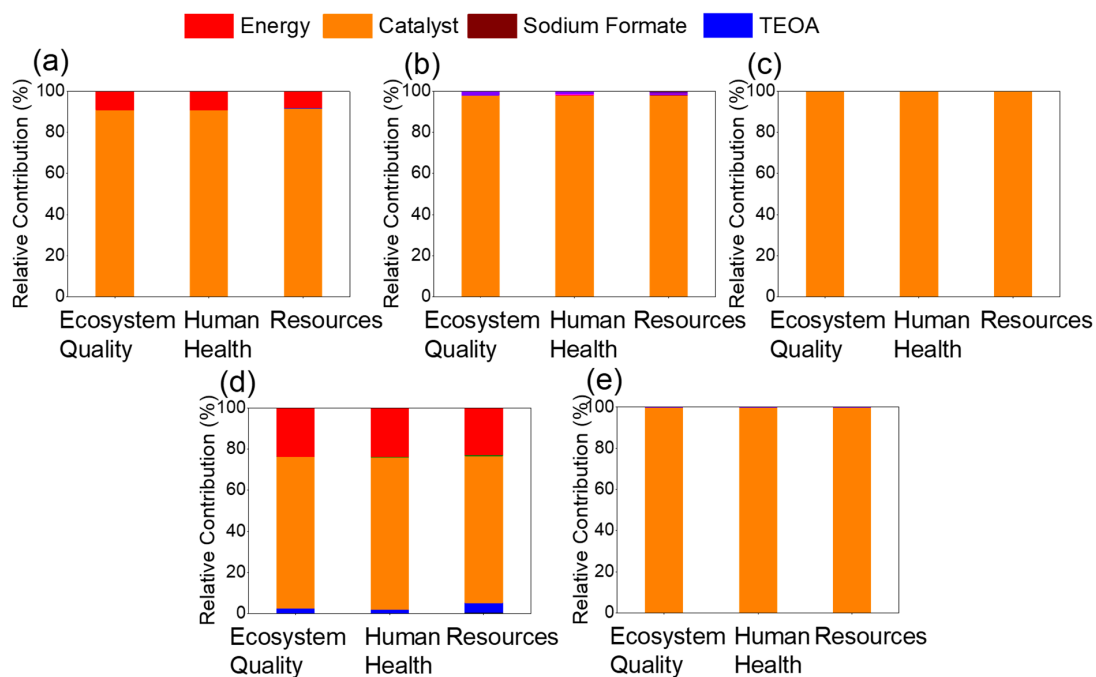 Energy Catalyst Sodium Formate TEOA
(a)
Relative Contribution (%)
100
80
60
40
20
0
Ecosystem Quality
Human Health
Resources
(b)
Relative Contribution (%)
100
80
60
40
20
0
Ecosystem Quality
Human Health
Resources
(c)
Relative Contribution (%)
100
80
60
40
20
0
Ecosystem Quality
Human Health
Resources
(d)
Relative Contribution (%)
100
80
60
40
20
0
Ecosystem Quality
Human Health
Resources
(e)
Relative Contribution (%)
100
80
60
40
20
0
Ecosystem Quality
Human Health
Resources